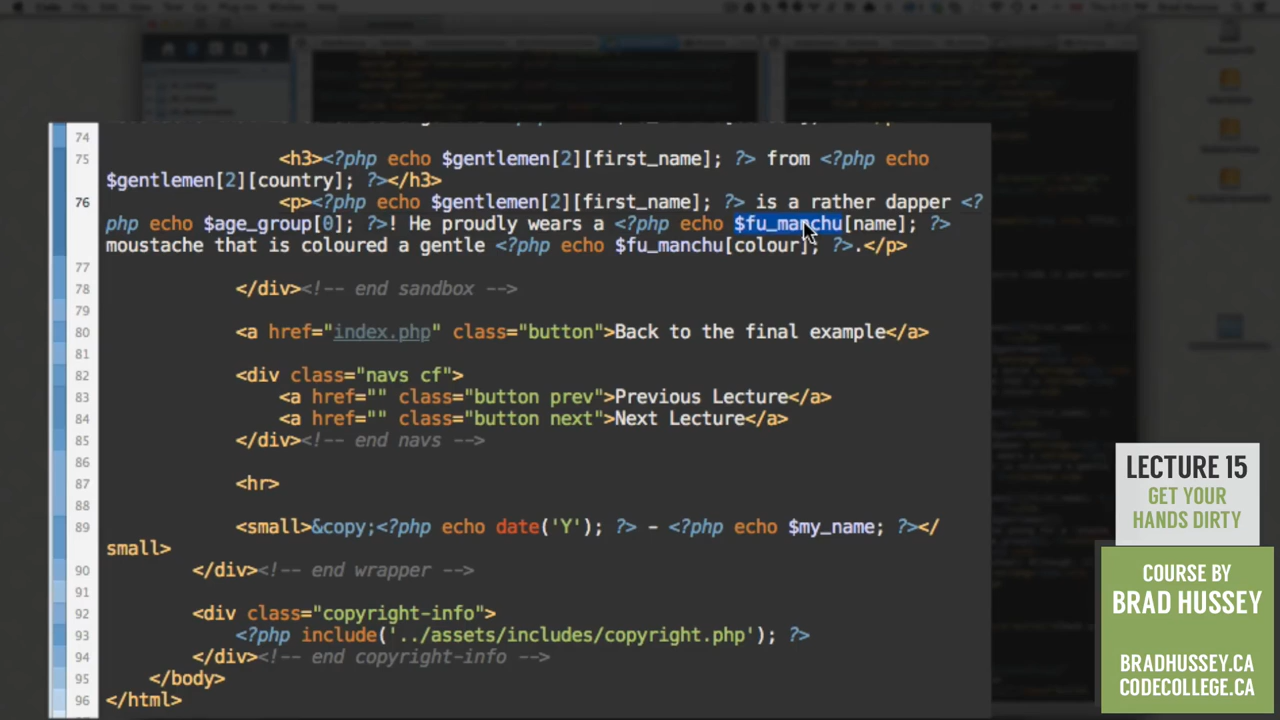 74
75 <h3><?php echo $gentlemen[2][first_name]; ?> from <?php echo
$gentlemen[2][country]; ?></h3>
76 <p><?php echo $gentlemen[2][first_name]; ?> is a rather dapper <?
php echo $age_group[0]; ?>! He proudly wears a <?php echo $fu_manchu[name]; ?>
moustache that is coloured a gentle <?php echo $fu_manchu[colour]; ?>.</p>
77
78 </div><!-- end sandbox -->
79
80 <a href="index.php" class="button">Back to the final example</a>
81
82 <div class="navs cf">
83 <a href="" class="button prev">Previous Lecture</a>
84 <a href="" class="button next">Next Lecture</a>
85 </div><!-- end navs -->
86
87 <hr>
88
89 <small>&copy;<?php echo date('Y'); ?> - <?php echo $my_name; ?></
small>
90 </div><!-- end wrapper -->
91
92 <div class="copyright-info">
93 <?php include('../assets/includes/copyright.php'); ?>
94 </div><!-- end copyright-info -->
95 </body>
96 </html>
LECTURE 15
GET YOUR
HANDS DIRTY
COURSE BY
BRAD HUSSEY
BRADHUSSEY.CA
CODECOLLEGE.CA